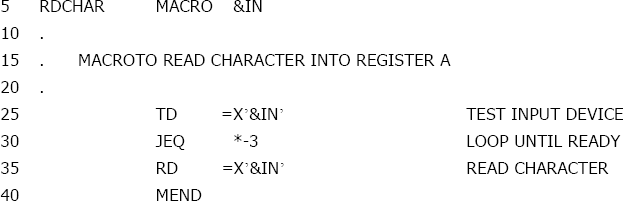 5 RDCHAR MACRO &IN
10 .
15 . MACROTO READ CHARACTER INTO REGISTER A
20 .
25 TD =X’&IN’ TEST INPUT DEVICE
30 JEQ *-3 LOOP UNTIL READY
35 RD =X’&IN’ READ CHARACTER
40 MEND